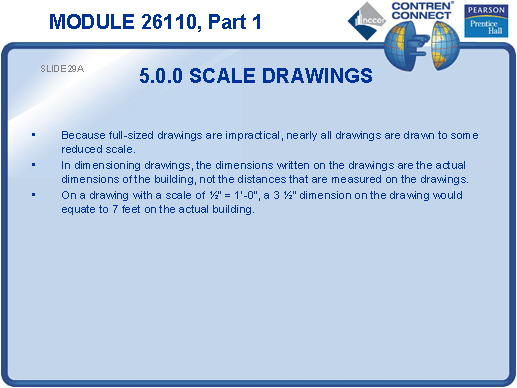 MODULE 26110, Part 1
nccer
CONTREN®
CONNECT
PEARSON
Prentice
Hall
SLIDE 29A
5.0.0 SCALE DRAWINGS
• Because full-sized drawings are impractical, nearly all drawings are drawn to some
reduced scale.
• In dimensioning drawings, the dimensions written on the drawings are the actual
dimensions of the building, not the distances that are measured on the drawings.
• On a drawing with a scale of ½" = 1'-0", a 3 ½" dimension on the drawing would
equate to 7 feet on the actual building.